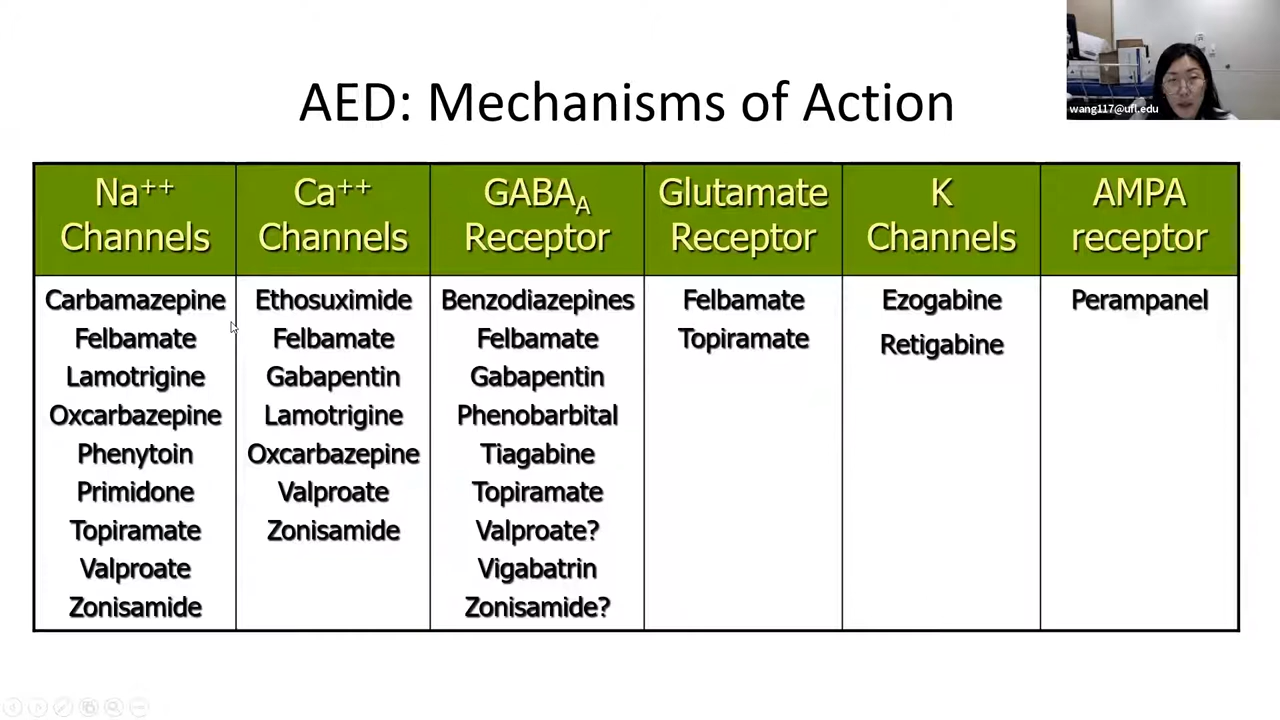 AED: Mechanisms of Action
wang117@ufl.edu
Na++
Channels
Ca++
Channels
GABAA
Receptor
Glutamate
Receptor
K
Channels
AMPA
receptor
Carbamazepine
Felbamate
Lamotrigine
Oxcarbazepine
Phenytoin
Primidone
Topiramate
Valproate
Zonisamide
Ethosuximide
Felbamate
Gabapentin
Lamotrigine
Oxcarbazepine
Valproate
Zonisamide
Benzodiazepines
Felbamate
Gabapentin
Phenobarbital
Tiagabine
Topiramate
Valproate?
Vigabatrin
Zonisamide?
Felbamate
Topiramate
Ezogabine
Retigabine
Perampanel